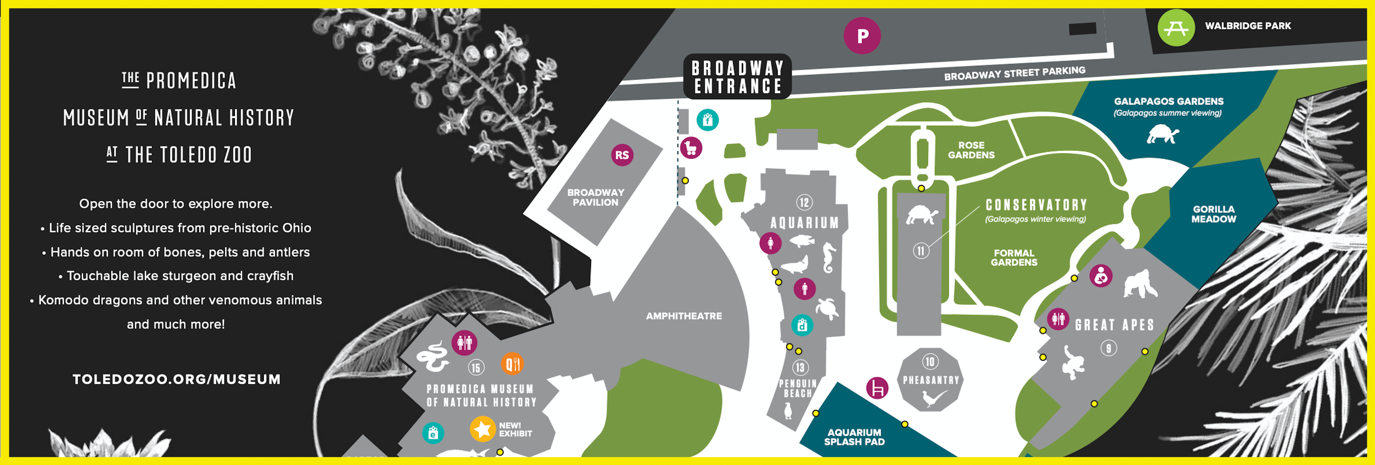 THE PROMEDICA
MUSEUM OF NATURAL HISTORY
AT THE TOLEDO ZOO
Open the door to explore more.
• Life sized sculptures from pre-historic Ohio
• Hands on room of bones, pelts and antlers
• Touchable lake sturgeon and crayfish
• Komodo dragons and other venomous animals
and much more!
TOLEDOZOO.ORG/MUSEUM
P
WALBRIDGE PARK
BROADWAY
ENTRANCE
BROADWAY STREET PARKING
f
RS
BROADWAY
PAVILION
GALAPAGOS GARDENS
(Galapagos summer viewing)
ROSE
GARDENS
GORILLA
MEADOW
12
AQUARIUM
CONSERVATORY
(Galapagos winter viewing)
11
FORMAL
GARDENS
AMPHITHEATRE
d
GREAT APES
9
15
Q
PROMEDICA MUSEUM
OF NATURAL HISTORY
e
NEW!
EXHIBIT
13
PENGUIN
BEACH
10
PHEASANTRY
AQUARIUM
SPLASH PAD